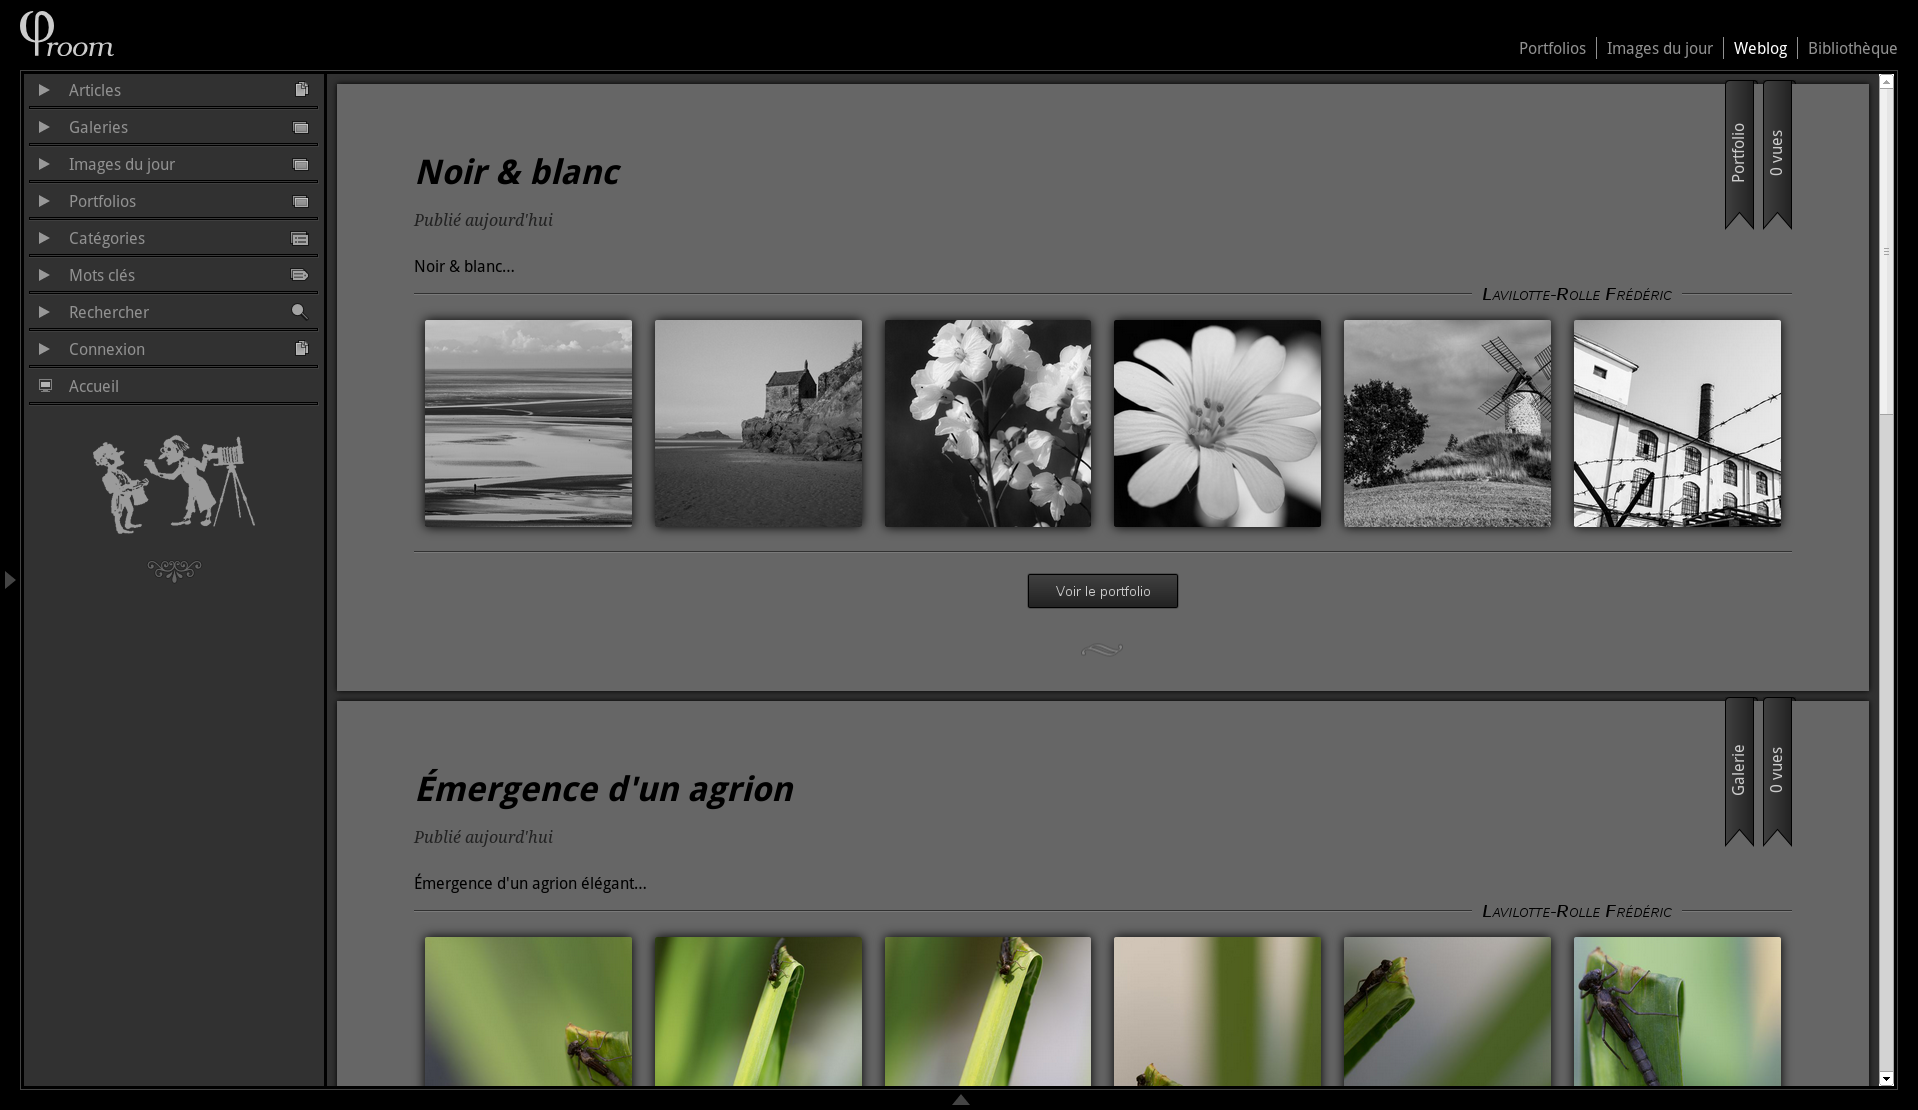 φroom
Portfolios
Images du jour
Weblog
Bibliothèque
Articles
Galeries
Images du jour
Portfolios
Catégories
Mots clés
Rechercher
Connexion
Accueil
Portfolio
0 vues
Noir & blanc
Publié aujourd'hui
Noir & blanc...
Lavilotte-Rolle Frédéric
Voir le portfolio
Galerie
0 vues
Émergence d'un agrion
Publié aujourd'hui
Émergence d'un agrion élégant...
Lavilotte-Rolle Frédéric